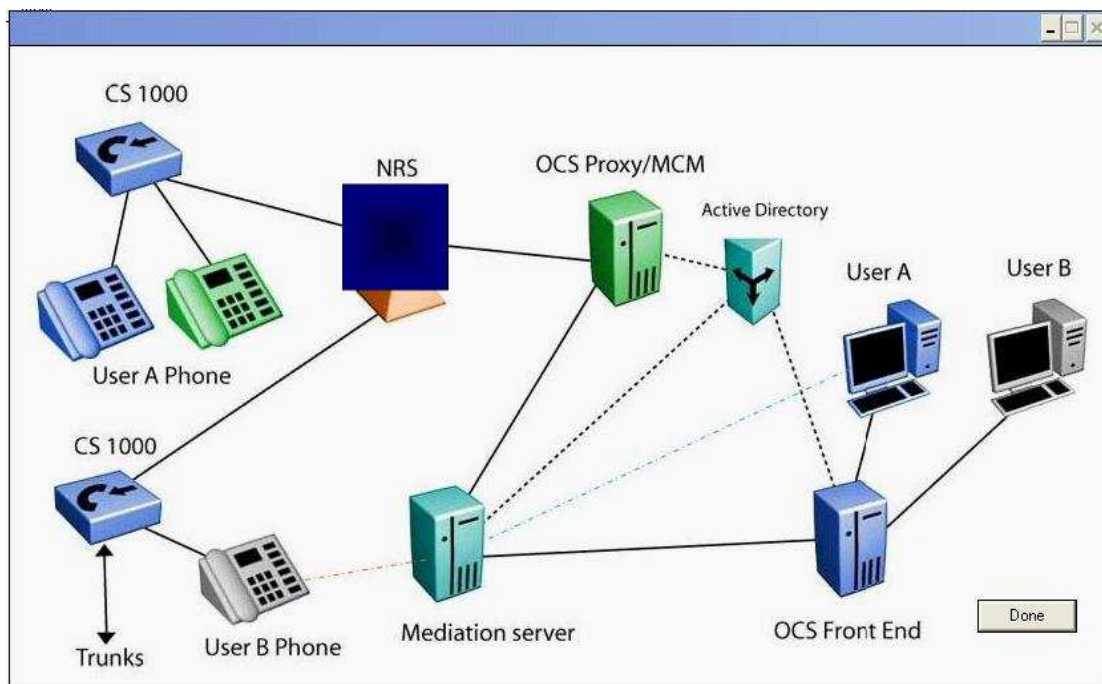 CS 1000
NRS
OCS Proxy/MCM
Active Directory
User A
User B
User A Phone
CS 1000
User B Phone
Mediation server
OCS Front End
Done
Trunks